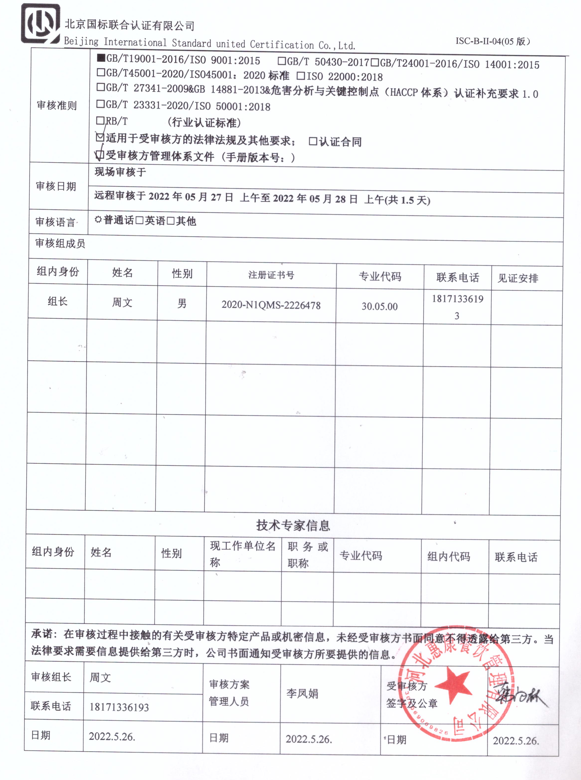 北京国标联合认证有限公司
Beijing International Standard united Certification Co.,Ltd.
ISC-B-II-04(05版)
审核准则
■GB/T19001-2016/ISO 9001:2015 □GB/T 50430-2017□GB/T24001-2016/ISO 14001:2015
□GB/T45001-2020/ISO45001：2020 标准 □ISO 22000:2018
□GB/T 27341-2009&GB 14881-2013&危害分析与关键控制点（HACCP 体系）认证补充要求 1.0
□GB/T 23331-2020/ISO 50001:2018
□RB/T （行业认证标准）
☑适用于受审核方的法律法规及其他要求； □认证合同
☑受审核方管理体系文件（手册版本号：）
审核日期
现场审核于
远程审核于 2022 年 05 月 27 日 上午至 2022 年 05 月 28 日 上午(共 1.5 天)
审核语言
✪普通话□英语□其他
审核组成员
组内身份 姓名 性别 注册证书号 专业代码 联系电话 见证安排
组长 周文 男 2020-N1QMS-2226478 30.05.00 1817133619
3
技术专家信息
组内身份 姓名 性别 现工作单位名称 职务或职称 专业代码 组内代码 联系电话
承诺：在审核过程中接触的有关受审核方特定产品或机密信息，未经受审核方书面同意不得透露给第三方。当
法律要求需要信息提供给第三方时，公司书面通知受审核方所要提供的信息。
审核组长 周文 审核方案管理人员 李凤娟 受审核方签字及公章
联系电话 18171336193
日期 2022.5.26. 日期 2022.5.26. 日期 2022.5.26.
河北惠康餐饮管理有限公司